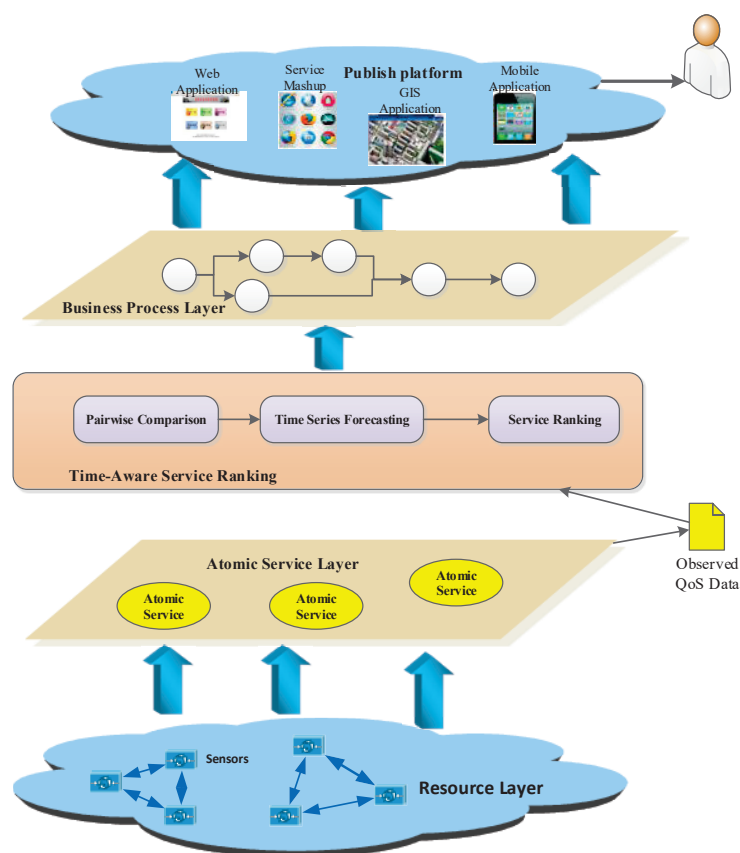 Web
Application
Service
Mashup
Publish platform
GIS
Application
Mobile
Application
Business Process Layer
Pairwise Comparison
Time Series Forecasting
Service Ranking
Time-Aware Service Ranking
Observed
QoS Data
Atomic Service Layer
Atomic
Service
Atomic
Service
Atomic
Service
Sensors
Resource Layer